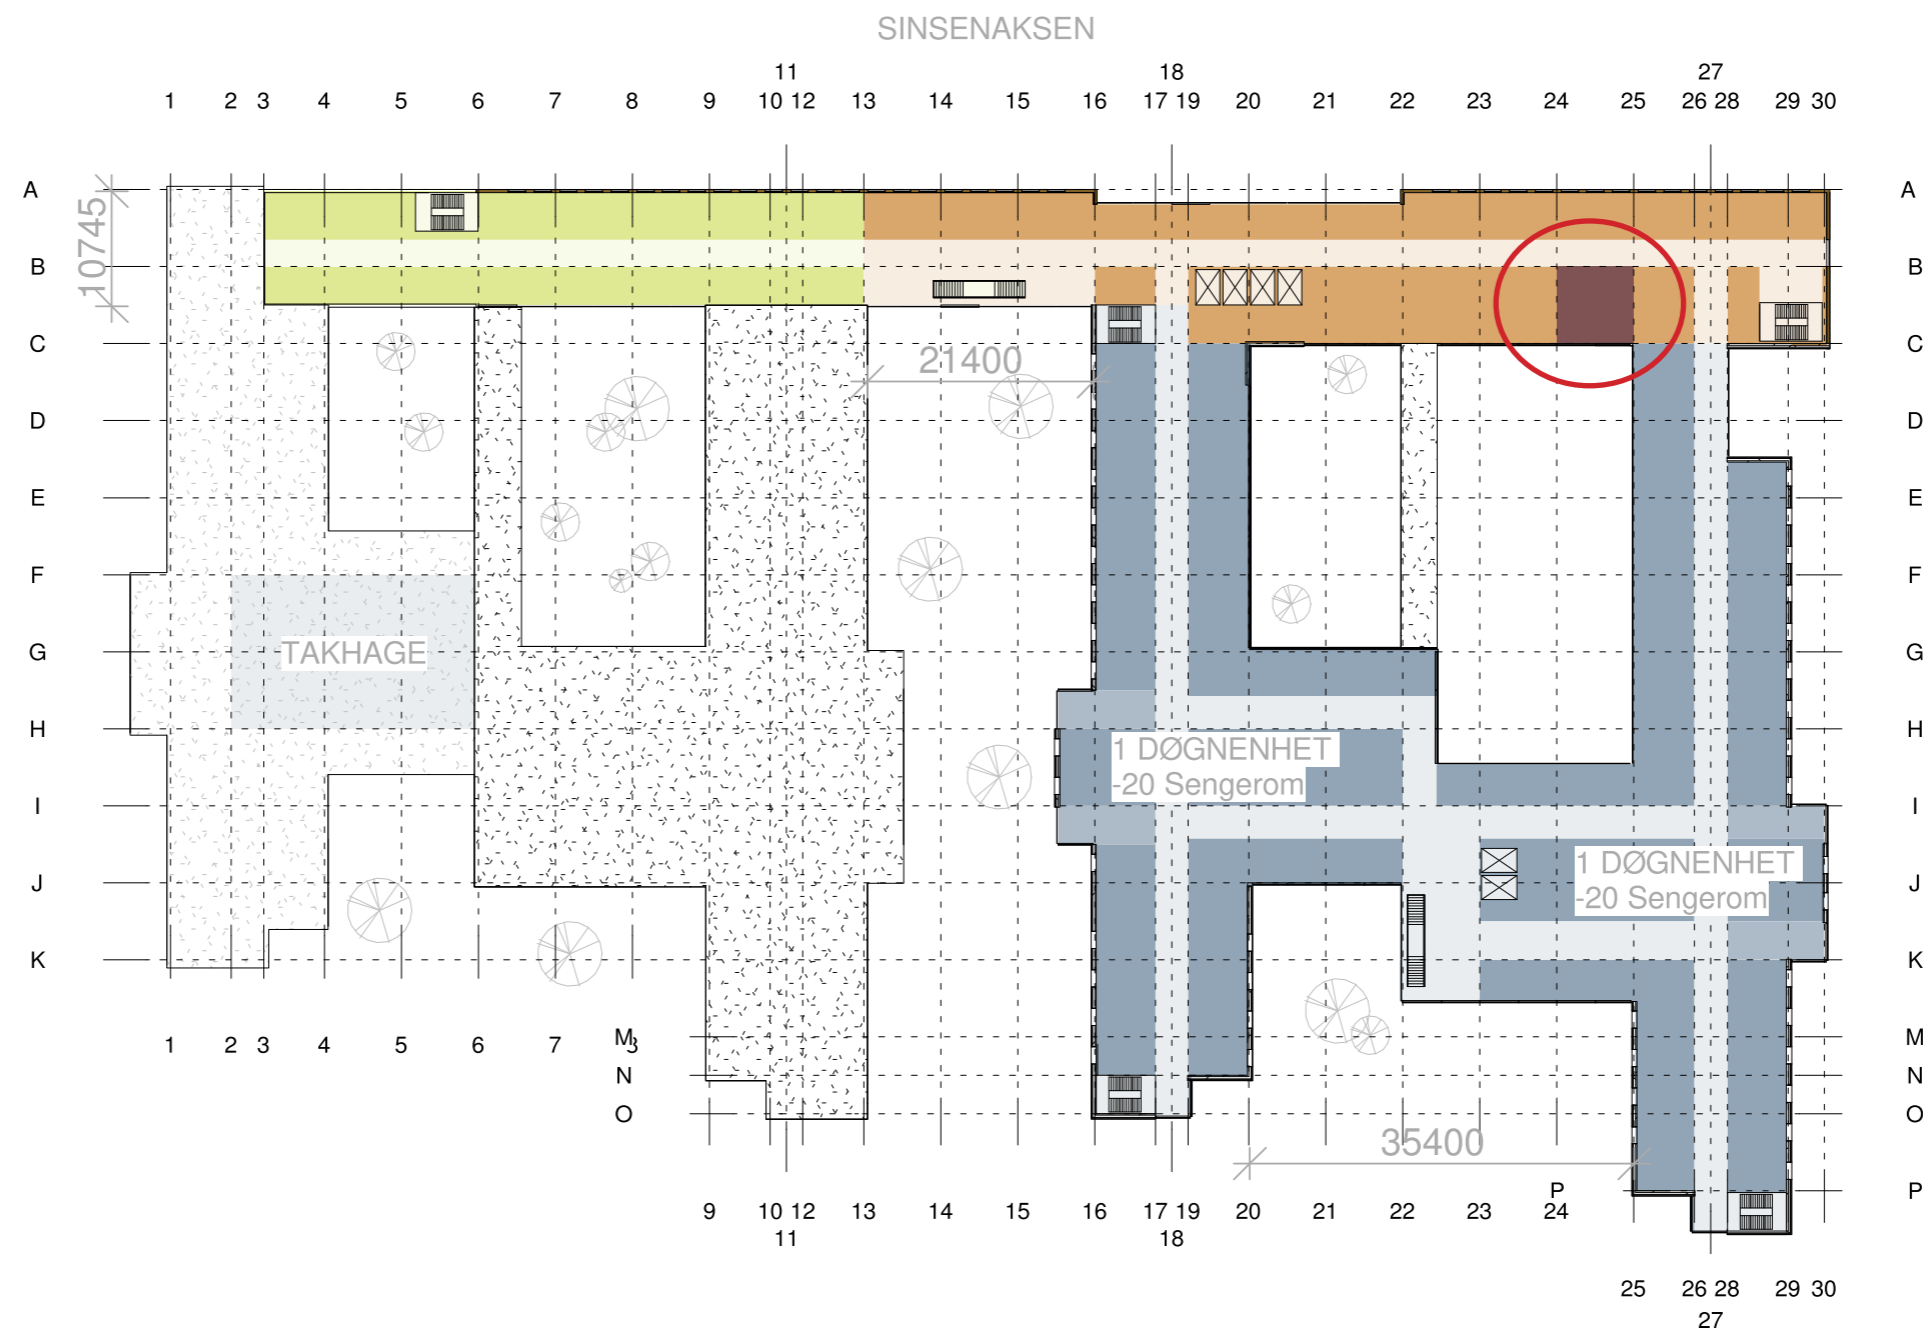 SINSENAKSEN
11 18 27
1 2 3 4 5 6 7 8 9 10 12 13 14 15 16 17 19 20 21 22 23 24 25 26 28 29 30
A A
10745
B B
C C
21400
D D
E E
F F
TAKHAGE
G G
H H
1 DØGNENHET
-20 Sengerom
I I
1 DØGNENHET
-20 Sengerom
J J
K K
1 2 3 4 5 6 7 8
M M
N N
O O
35400
P P
9 10 12 13 14 15 16 17 19 20 21 22 23 24
11 18
25 26 28 29 30
27